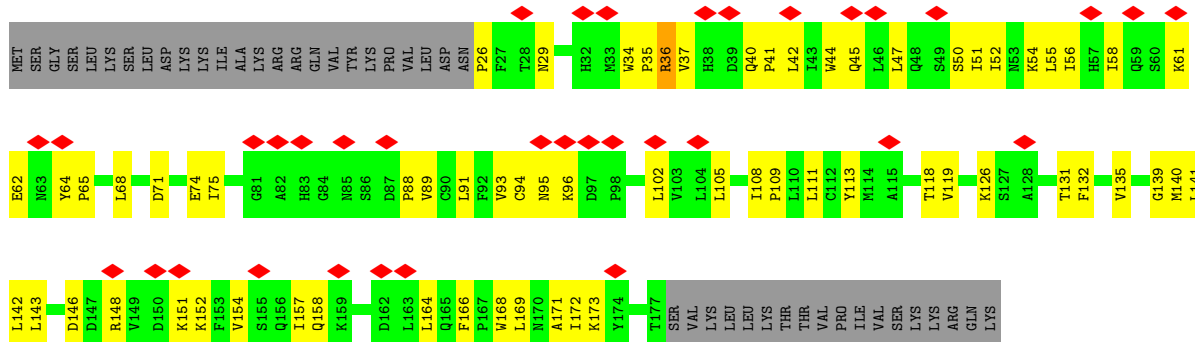 MET SER GLY SER LEU LYS SER LEU ASP LYS LYS ILE ALA LYS ARG ARG GLN VAL TYR LYS PRO VAL LEU ASP ASN P26 F27 T28 N29 H32 M33 W34 P35 R36 V37 H38 D39 Q40 P41 L42 I43 W44 Q45 L46 L47 Q48 S49 S50 I51 I52 N53 K54 L55 I56 H57 I58 Q59 S60 K61
E62 N63 Y64 P65 L68 D71 E74 I75 G81 A82 H83 G84 N85 S86 D87 P88 V89 C90 L91 F92 V93 C94 N95 K96 D97 P98 L102 V103 L104 L105 I108 P109 L110 L111 C112 Y113 M114 A115 T118 V119 K126 S127 A128 T131 F132 V135 G139 M140
L142 L143 D146 D147 R148 V149 D150 K151 K152 F153 V154 S155 Q156 I157 Q158 K159 D162 L163 L164 Q165 F166 P167 W168 L169 N170 A171 I172 K173 Y174 T177 SER VAL LYS LEU LEU LYS THR THR VAL PRO ILE VAL SER LYS LYS ARG GLN LYS